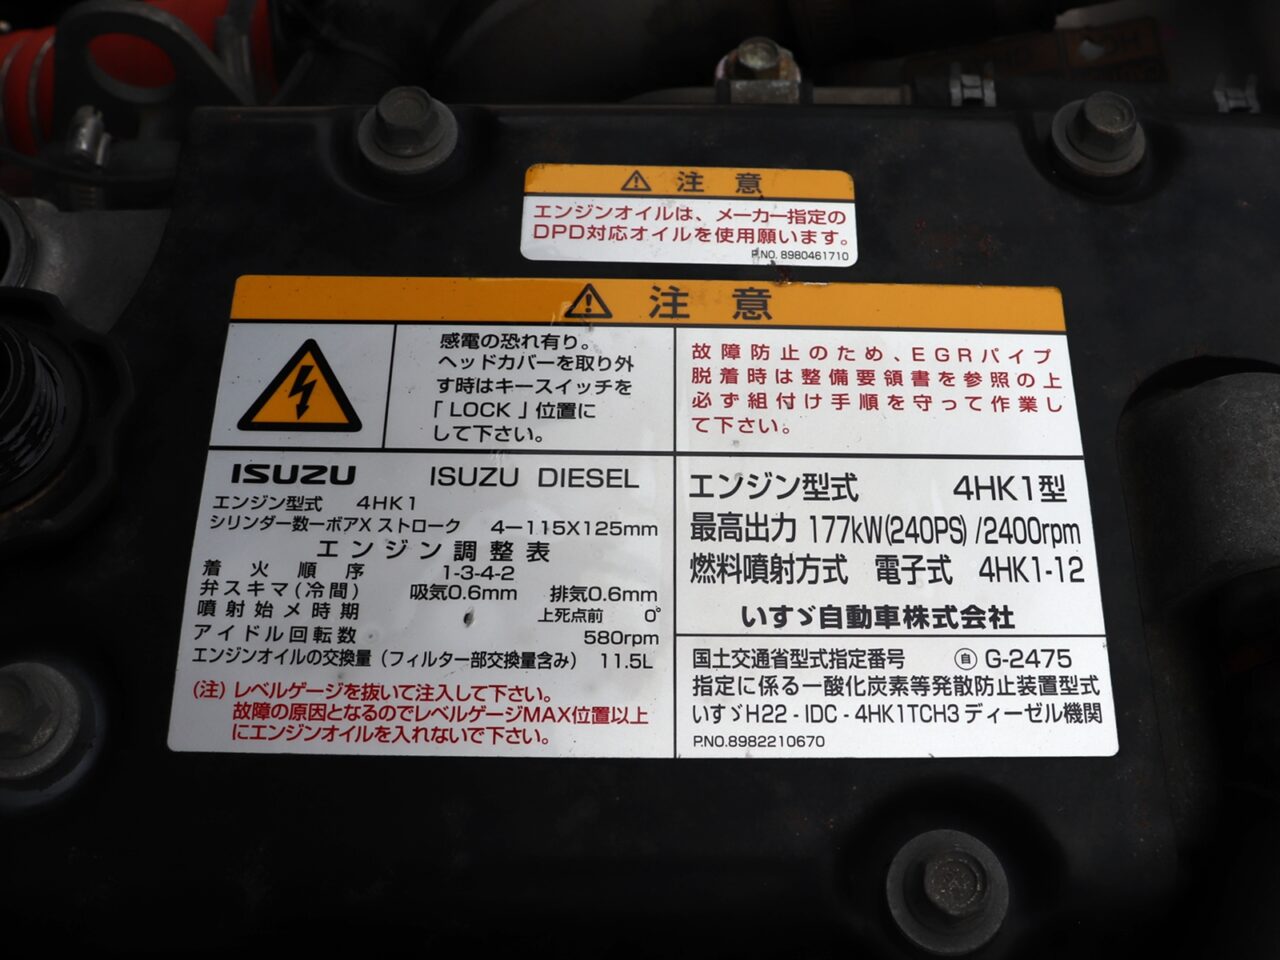 ⚠ 注意
エンジンオイルは、メーカー指定の
DPD対応オイルを使用願います。
P.NO. 8980461710
⚠ 注意
感電の恐れ有り。
ヘッドカバーを取り外
す時はキースイッチを
「LOCK」位置に
して下さい。
故障防止のため、EGRパイプ
脱着時は整備要領書を参照の上
必ず組付け手順を守って作業し
て下さい。
ISUZU ISUZU DIESEL
エンジン型式 4HK1
シリンダー数ーボアX ストローク 4ー115X125mm
エンジン調整表
着火順序 1-3-4-2
弁スキマ(冷間) 吸気0.6mm 排気0.6mm
噴射始メ時期 上死点前 0°
アイドル回転数 580rpm
エンジンオイルの交換量(フィルター部交換量含み) 11.5L
(注) レベルゲージを抜いて注入して下さい。
故障の原因となるのでレベルゲージMAX位置以上
にエンジンオイルを入れないで下さい。
エンジン型式 4HK1型
最高出力 177kW(240PS)/2400rpm
燃料噴射方式 電子式 4HK1-12
いすゞ自動車株式会社
国土交通省型式指定番号 ㊀自 G-2475
指定に係る一酸化炭素等発散防止装置型式
いすゞH22-IDC-4HK1TCH3 ディーゼル機関
P.NO.8982210670